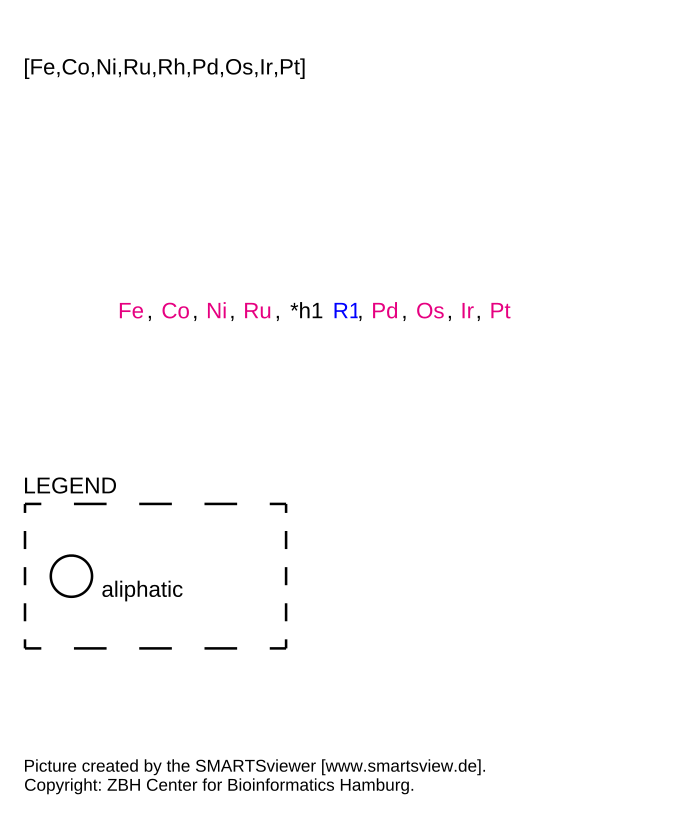 [Fe,Co,Ni,Ru,Rh,Pd,Os,Ir,Pt]
Fe, Co, Ni, Ru, *h1 R1, Pd, Os, Ir, Pt
LEGEND
aliphatic
Picture created by the SMARTSviewer [www.smartsview.de].
Copyright: ZBH Center for Bioinformatics Hamburg.